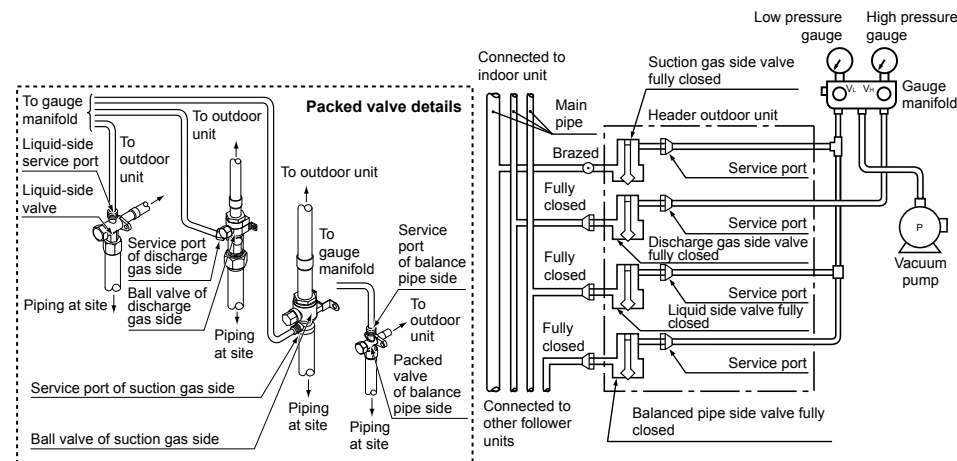 Packed valve details
To gauge
manifold
Liquid-side
service port
Liquid-side
valve
To
outdoor
unit
To outdoor
unit
Service port
of discharge
gas side
Ball valve of
discharge
gas side
Piping at site
Piping
at site
To outdoor unit
To
gauge
manifold
Service
port
of balance
pipe side
To
outdoor
unit
Packed
valve
of balance
pipe side
Service port of suction gas side
Ball valve of suction gas side
Piping
at site
Piping
at site
Low pressure
gauge
High pressure
gauge
VL VH
Gauge
manifold
Connected to
indoor unit
Suction gas side valve
fully closed
Main
pipe
Header outdoor unit
Brazed
Service port
Fully
closed
Service port
Discharge gas side valve
fully closed
Fully
closed
Service port
Liquid side valve fully
closed
Fully
closed
Service port
P
Vacuum
pump
Connected to
other follower
units
Balanced pipe side valve fully
closed